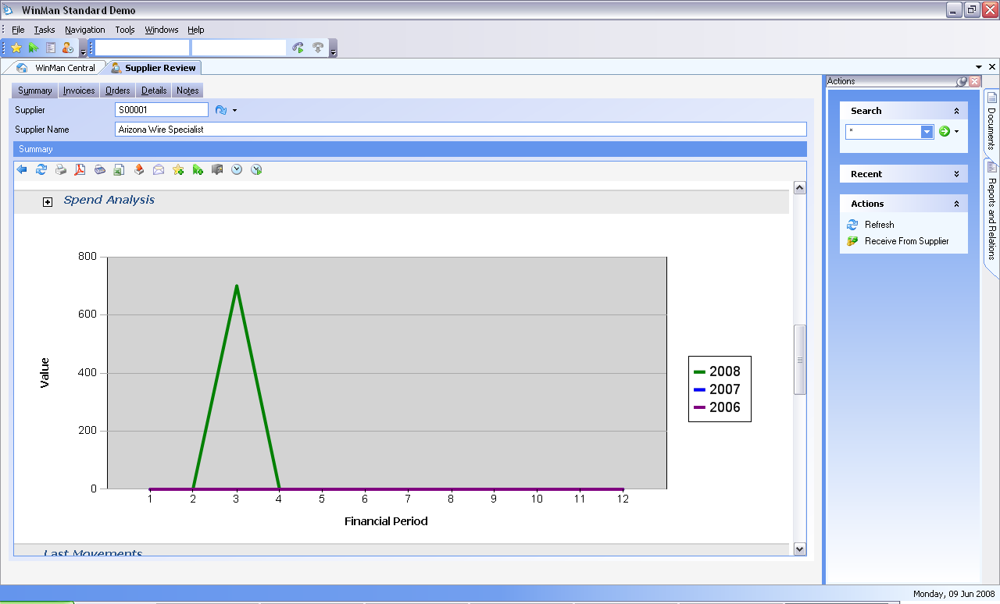 WinMan Standard Demo
File Tasks Navigation Tools Windows Help
WinMan Central Supplier Review
Summary Invoices Orders Details Notes
Supplier S00001
Supplier Name Arizona Wire Specialist
Summary
Spend Analysis
800
600
400
200
0
Value
1 2 3 4 5 6 7 8 9 10 11 12
Financial Period
2008
2007
2006
Last Movements
Actions
Search
*
Recent
Actions
Refresh
Receive From Supplier
Documents
Reports and Relations
Monday, 09 Jun 2008